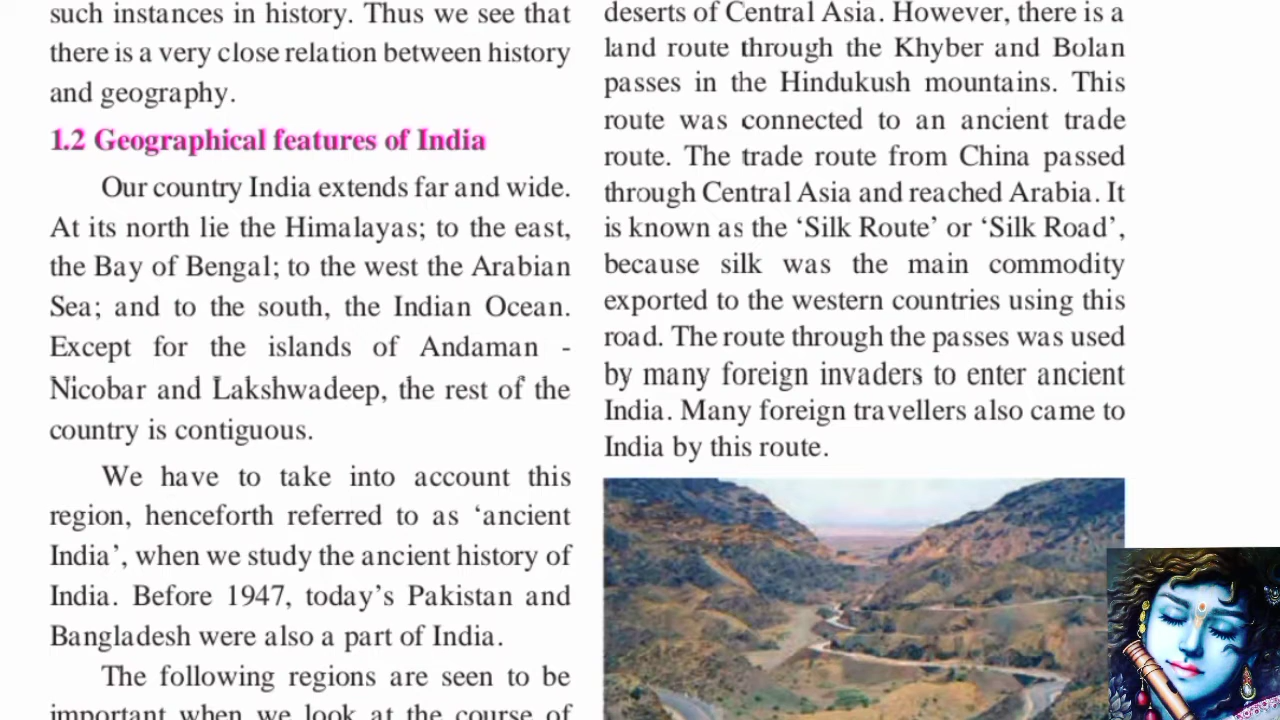 such instances in history. Thus we see that
there is a very close relation between history
and geography.
1.2 Geographical features of India
Our country India extends far and wide.
At its north lie the Himalayas; to the east,
the Bay of Bengal; to the west the Arabian
Sea; and to the south, the Indian Ocean.
Except for the islands of Andaman -
Nicobar and Lakshwadeep, the rest of the
country is contiguous.
We have to take into account this
region, henceforth referred to as ‘ancient
India’, when we study the ancient history of
India. Before 1947, today’s Pakistan and
Bangladesh were also a part of India.
The following regions are seen to be
important when we look at the course of
deserts of Central Asia. However, there is a
land route through the Khyber and Bolan
passes in the Hindukush mountains. This
route was connected to an ancient trade
route. The trade route from China passed
through Central Asia and reached Arabia. It
is known as the ‘Silk Route’ or ‘Silk Road’,
because silk was the main commodity
exported to the western countries using this
road. The route through the passes was used
by many foreign invaders to enter ancient
India. Many foreign travellers also came to
India by this route.